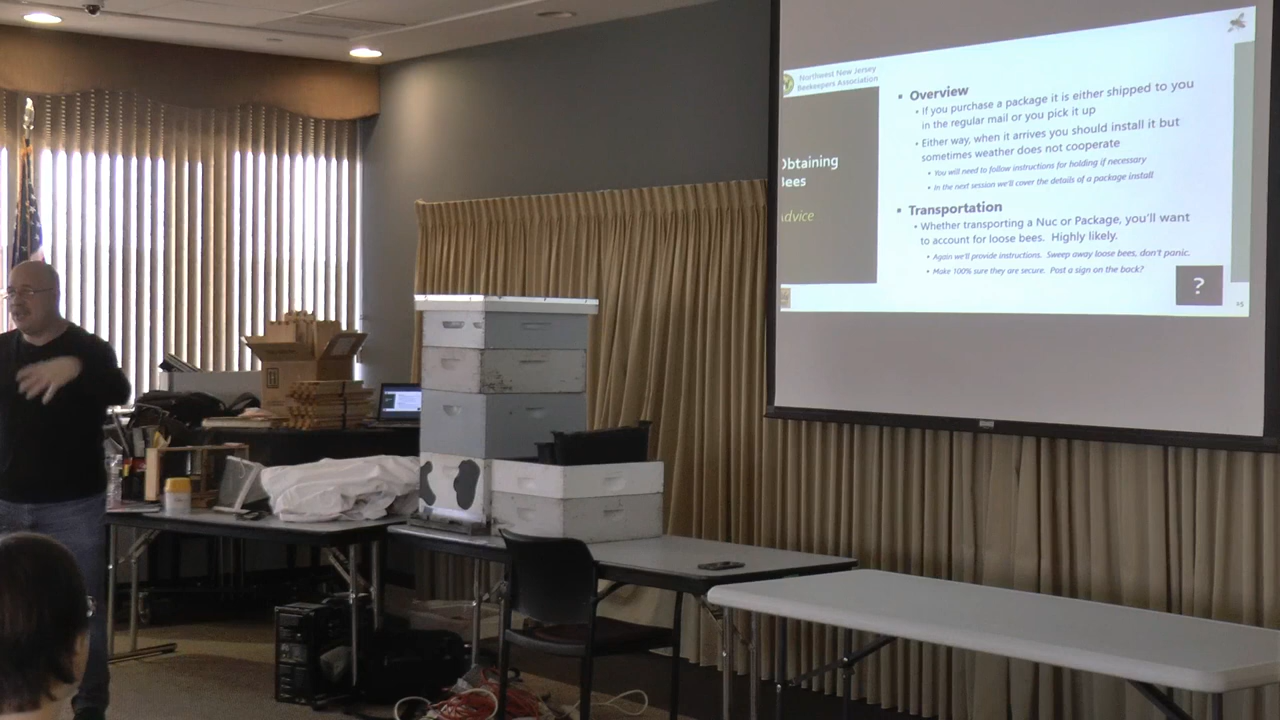 Northwest New Jersey
Beekeepers Association
Obtaining
Bees
Advice
▪ Overview
• If you purchase a package it is either shipped to you
in the regular mail or you pick it up
• Either way, when it arrives you should install it but
sometimes weather does not cooperate
• You will need to follow instructions for holding if necessary
• In the next session we'll cover the details of a package install
▪ Transportation
• Whether transporting a Nuc or Package, you'll want
to account for loose bees. Highly likely.
• Again we'll provide instructions. Sweep away loose bees, don't panic.
• Make 100% sure they are secure. Post a sign on the back?
?